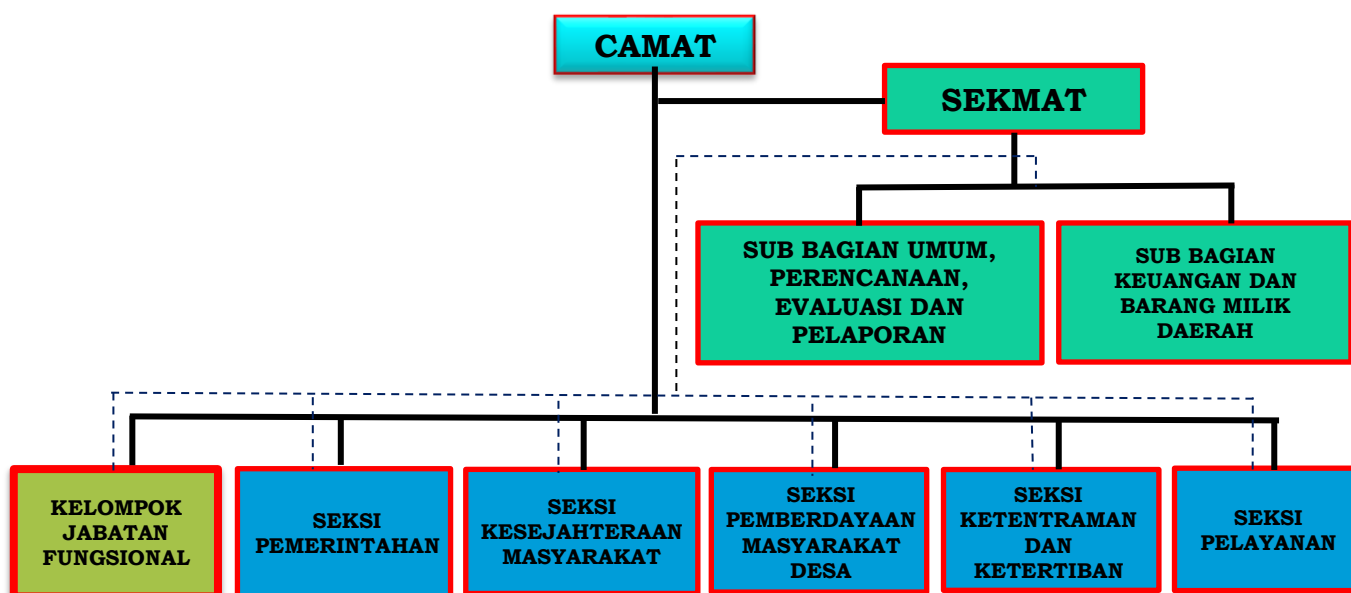 CAMAT
SEKMAT
SUB BAGIAN UMUM,
PERENCANAAN,
EVALUASI DAN
PELAPORAN
SUB BAGIAN
KEUANGAN DAN
BARANG MILIK
DAERAH
KELOMPOK
JABATAN
FUNGSIONAL
SEKSI
PEMERINTAHAN
SEKSI
KESEJAHTERAAN
MASYARAKAT
SEKSI
PEMBERDAYAAN
MASYARAKAT
DESA
SEKSI
KETENTRAMAN
DAN
KETERTIBAN
SEKSI
PELAYANAN